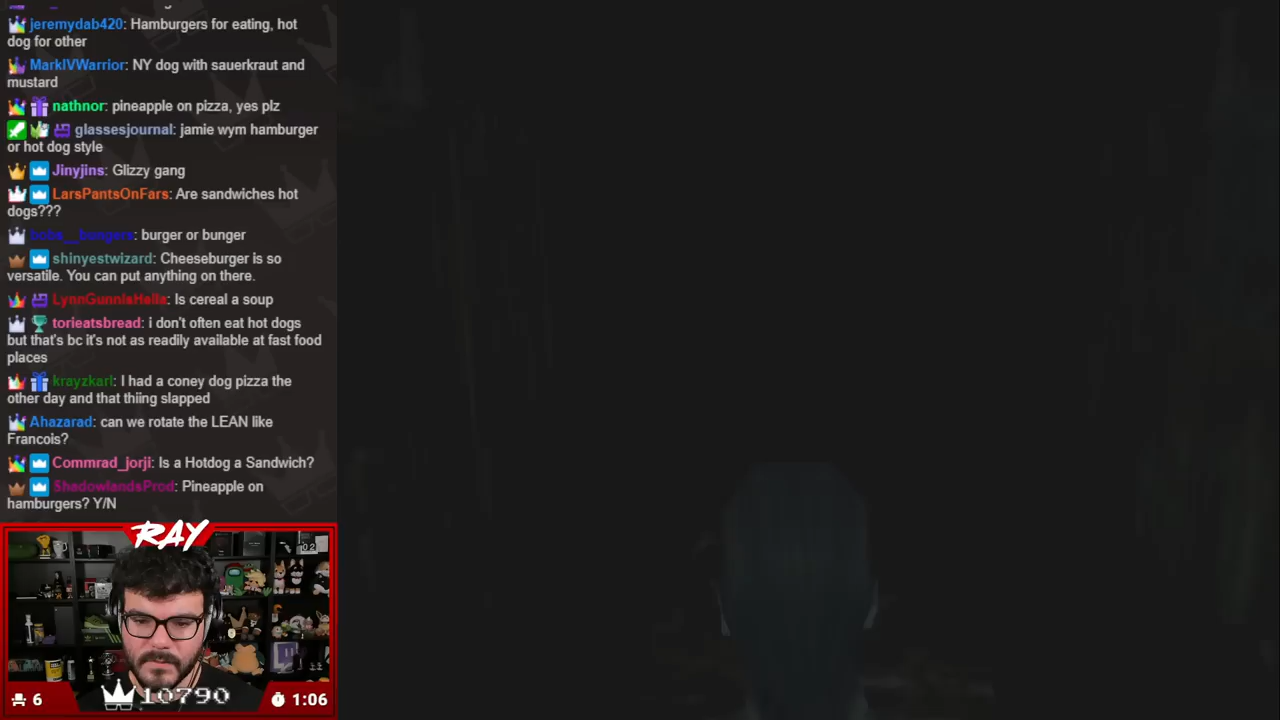 jeremydab420: Hamburgers for eating, hot
dog for other
MarkIVWarrior: NY dog with sauerkraut and
mustard
nathnor: pineapple on pizza, yes plz
glassesjournal: jamie wym hamburger
or hot dog style
Jinyjins: Glizzy gang
LarsPantsOnFars: Are sandwiches hot
dogs???
hobs__bongers: burger or bunger
shinyestwizard: Cheeseburger is so
versatile. You can put anything on there.
LynnGunnIsHella: Is cereal a soup
torieatsbread: i don't often eat hot dogs
but that's bc it's not as readily available at fast food
places
krayzkarl: I had a coney dog pizza the
other day and that thiing slapped
Ahazarad: can we rotate the LEAN like
Francois?
Commrad_jorji: Is a Hotdog a Sandwich?
ShadowlandsProd: Pineapple on
hamburgers? Y/N
RAY
6
10790
1:06